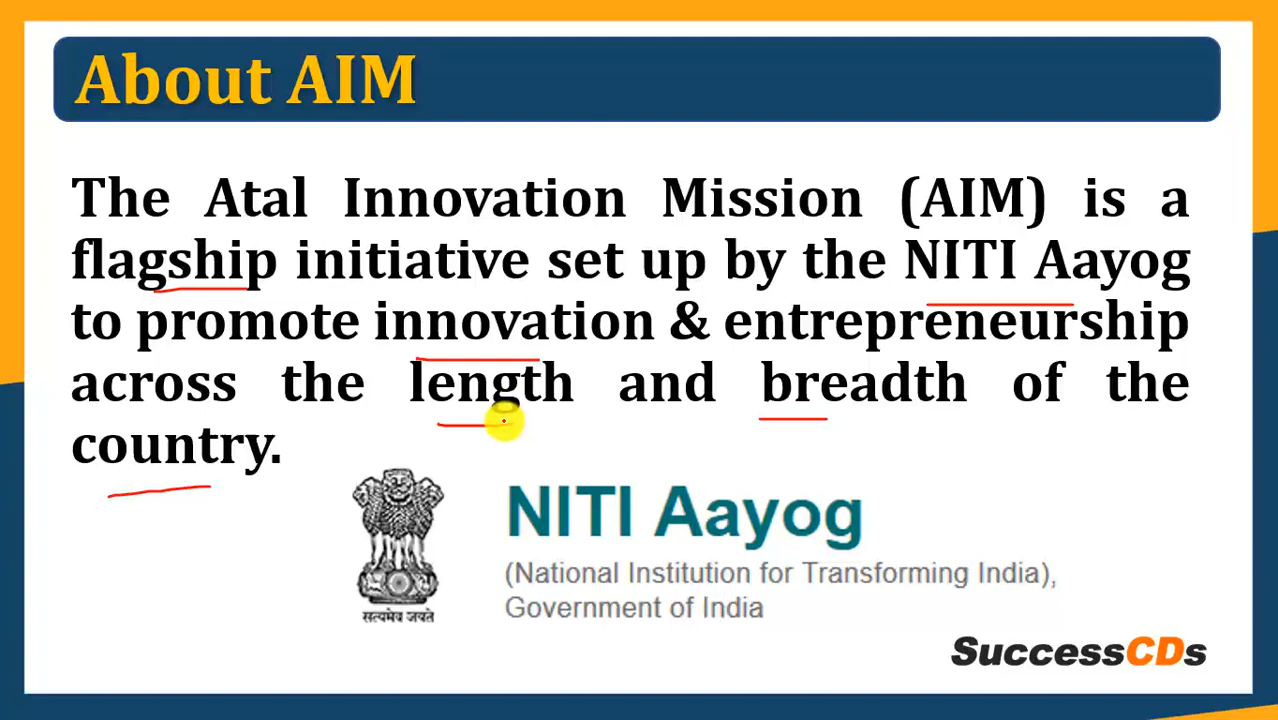 About AIM
The Atal Innovation Mission (AIM) is a
flagship initiative set up by the NITI Aayog
to promote innovation & entrepreneurship
across the length and breadth of the
country.
NITI Aayog
(National Institution for Transforming India),
Government of India
सत्यमेव जयते
SuccessCDs